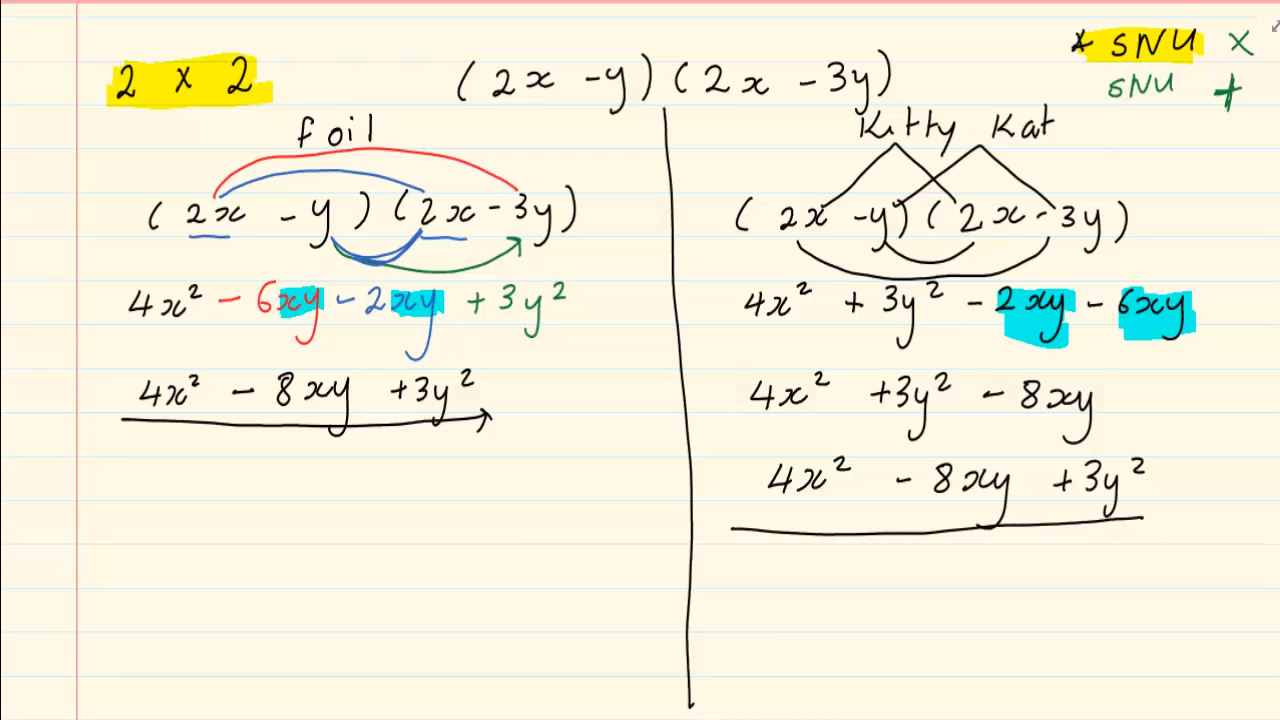 2 x 2
(2x - y)(2x - 3y)
* SNU ×
SNU +
foil
(2x - y)(2x - 3y)
4x² - 6xy - 2xy + 3y²
4x² - 8xy + 3y²
Kitty Kat
(2x - y)(2x - 3y)
4x² + 3y² - 2xy - 6xy
4x² + 3y² - 8xy
4x² - 8xy + 3y²